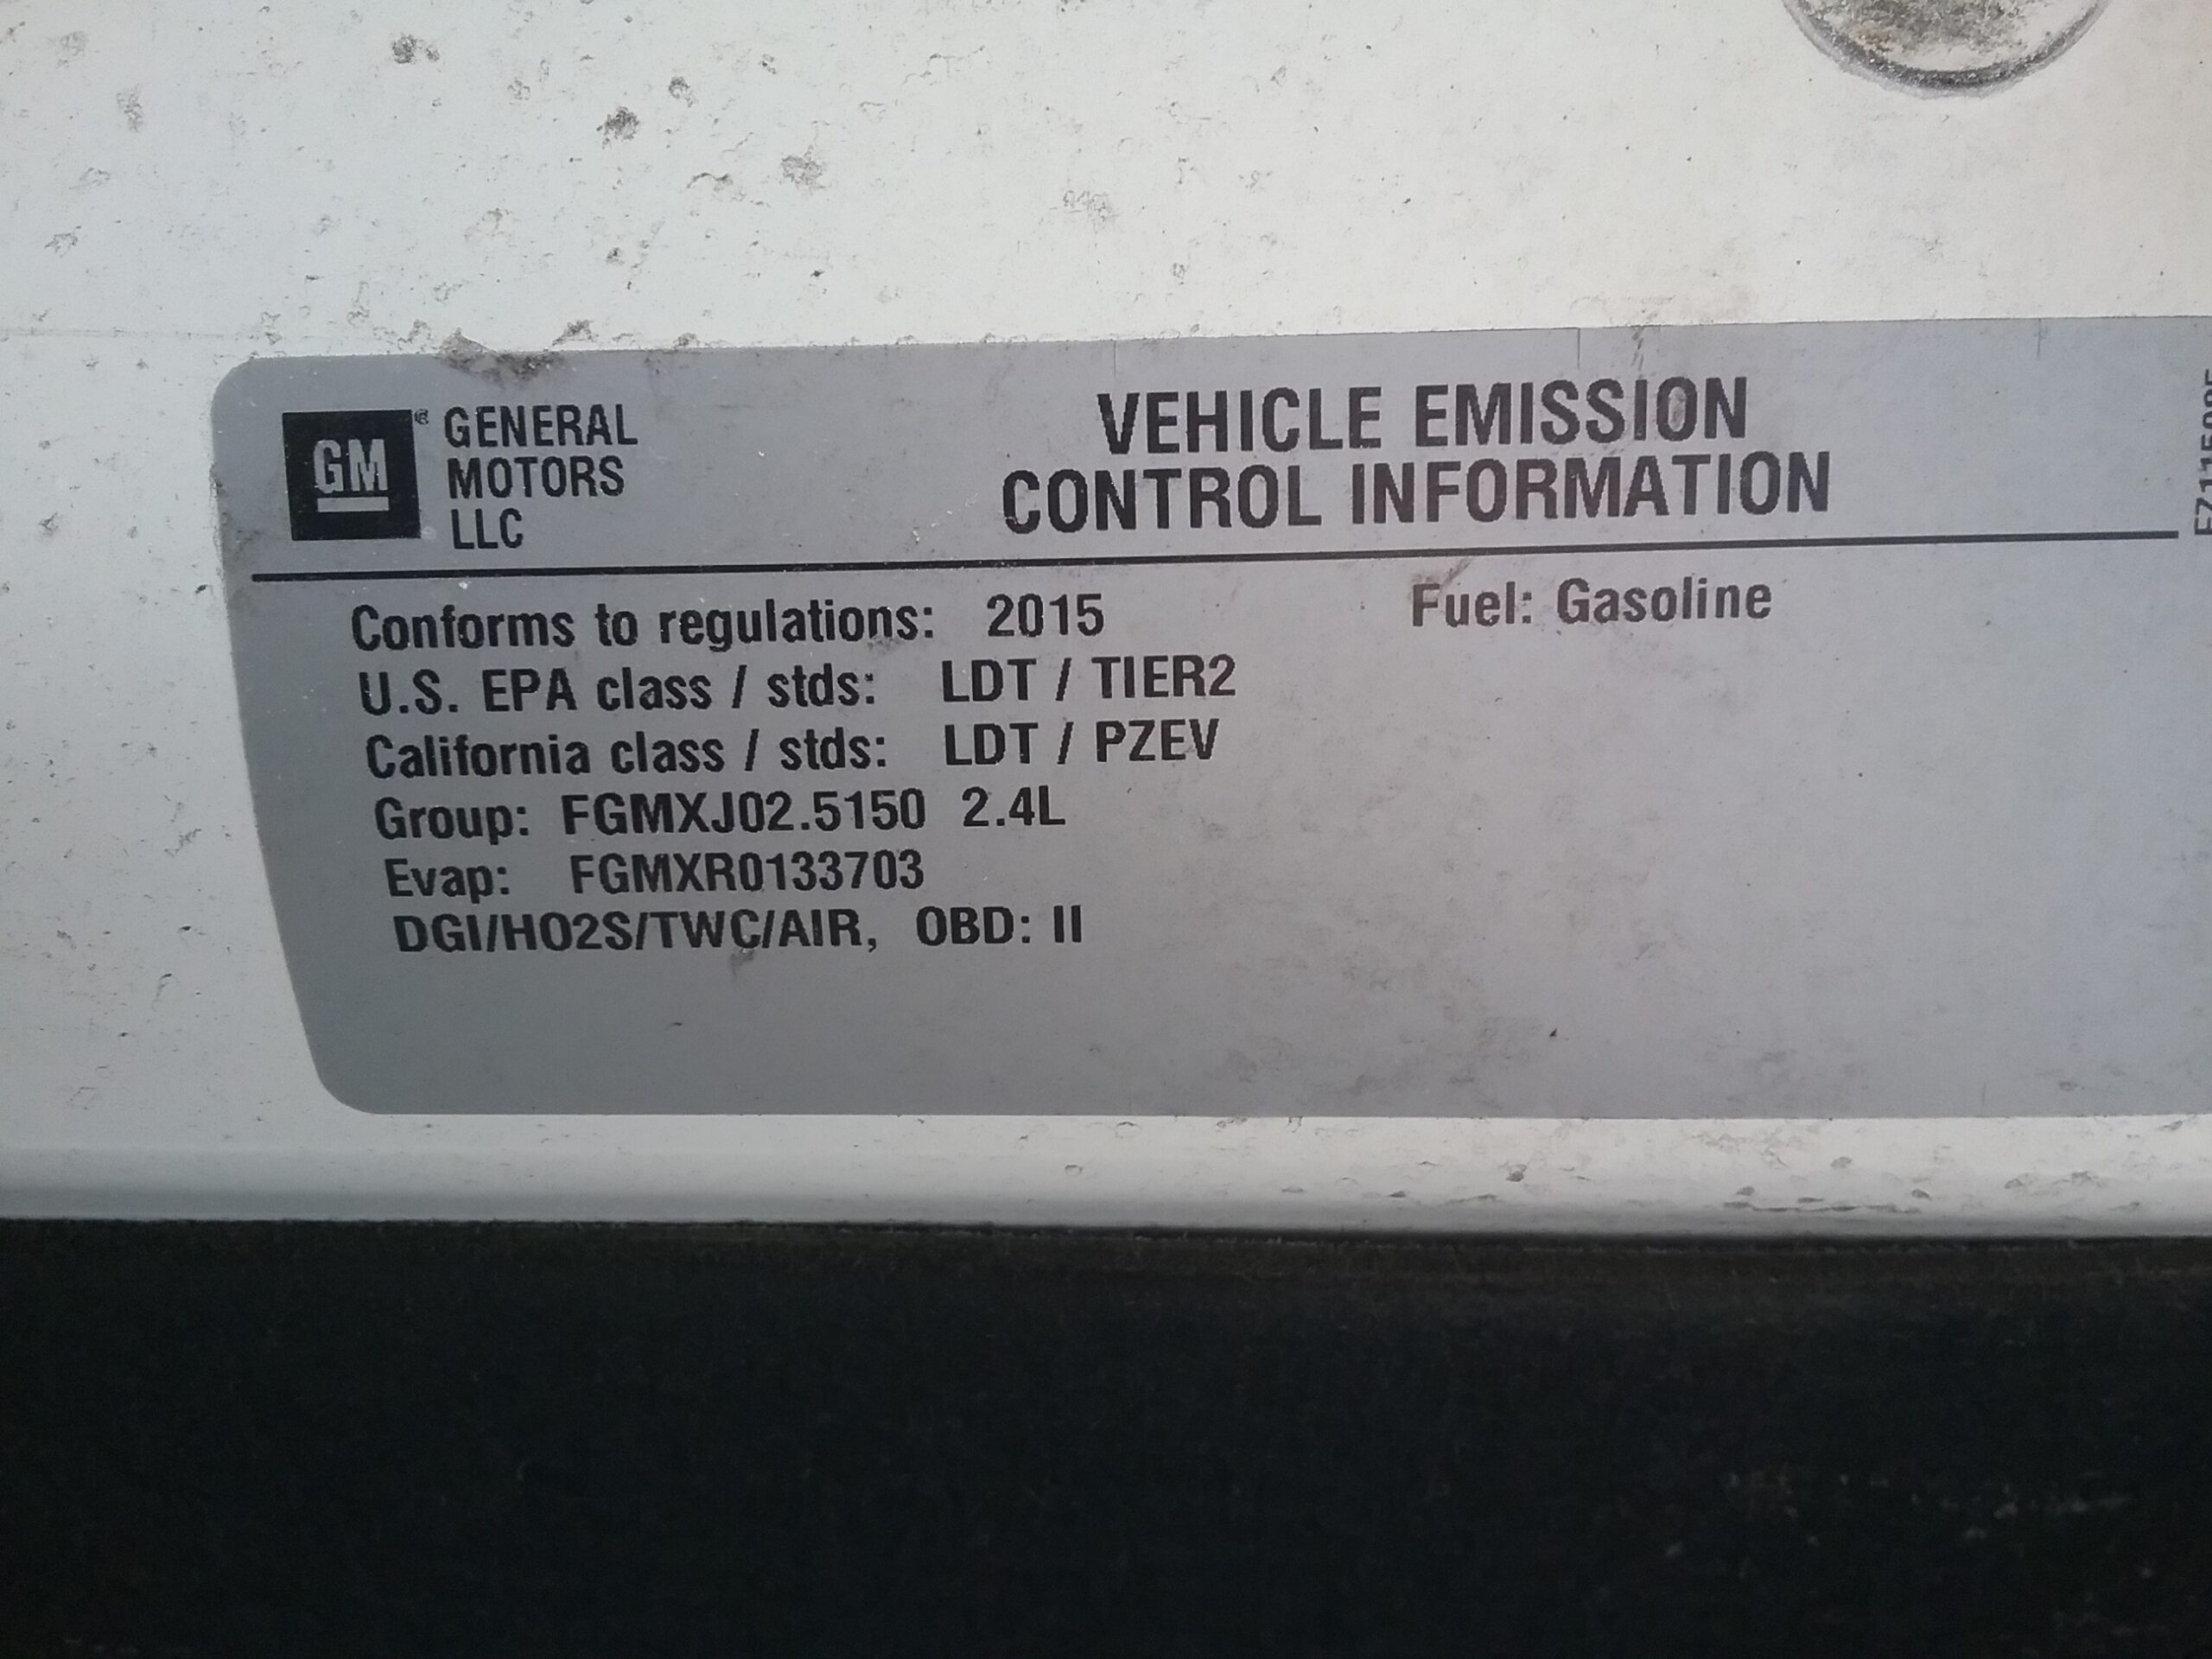 GM® GENERAL
MOTORS
LLC
VEHICLE EMISSION
CONTROL INFORMATION
Conforms to regulations: 2015 Fuel: Gasoline
U.S. EPA class / stds: LDT / TIER2
California class / stds: LDT / PZEV
Group: FGMXJ02.5150 2.4L
Evap: FGMXR0133703
DGI/HO2S/TWC/AIR, OBD: II